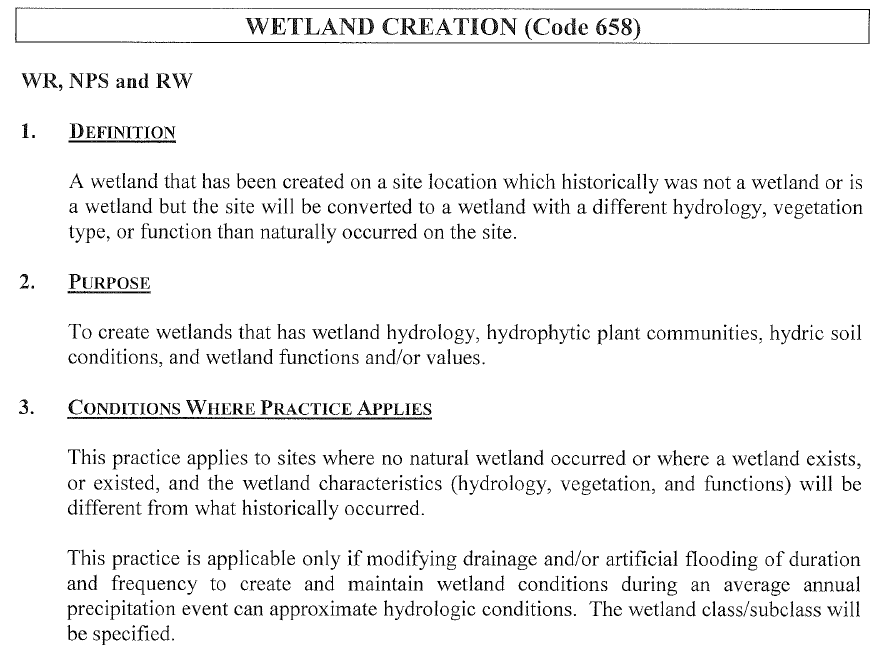 WETLAND CREATION (Code 658)
WR, NPS and RW
1. DEFINITION
A wetland that has been created on a site location which historically was not a wetland or is
a wetland but the site will be converted to a wetland with a different hydrology, vegetation
type, or function than naturally occurred on the site.
2. PURPOSE
To create wetlands that has wetland hydrology, hydrophytic plant communities, hydric soil
conditions, and wetland functions and/or values.
3. CONDITIONS WHERE PRACTICE APPLIES
This practice applies to sites where no natural wetland occurred or where a wetland exists,
or existed, and the wetland characteristics (hydrology, vegetation, and functions) will be
different from what historically occurred.
This practice is applicable only if modifying drainage and/or artificial flooding of duration
and frequency to create and maintain wetland conditions during an average annual
precipitation event can approximate hydrologic conditions. The wetland class/subclass will
be specified.